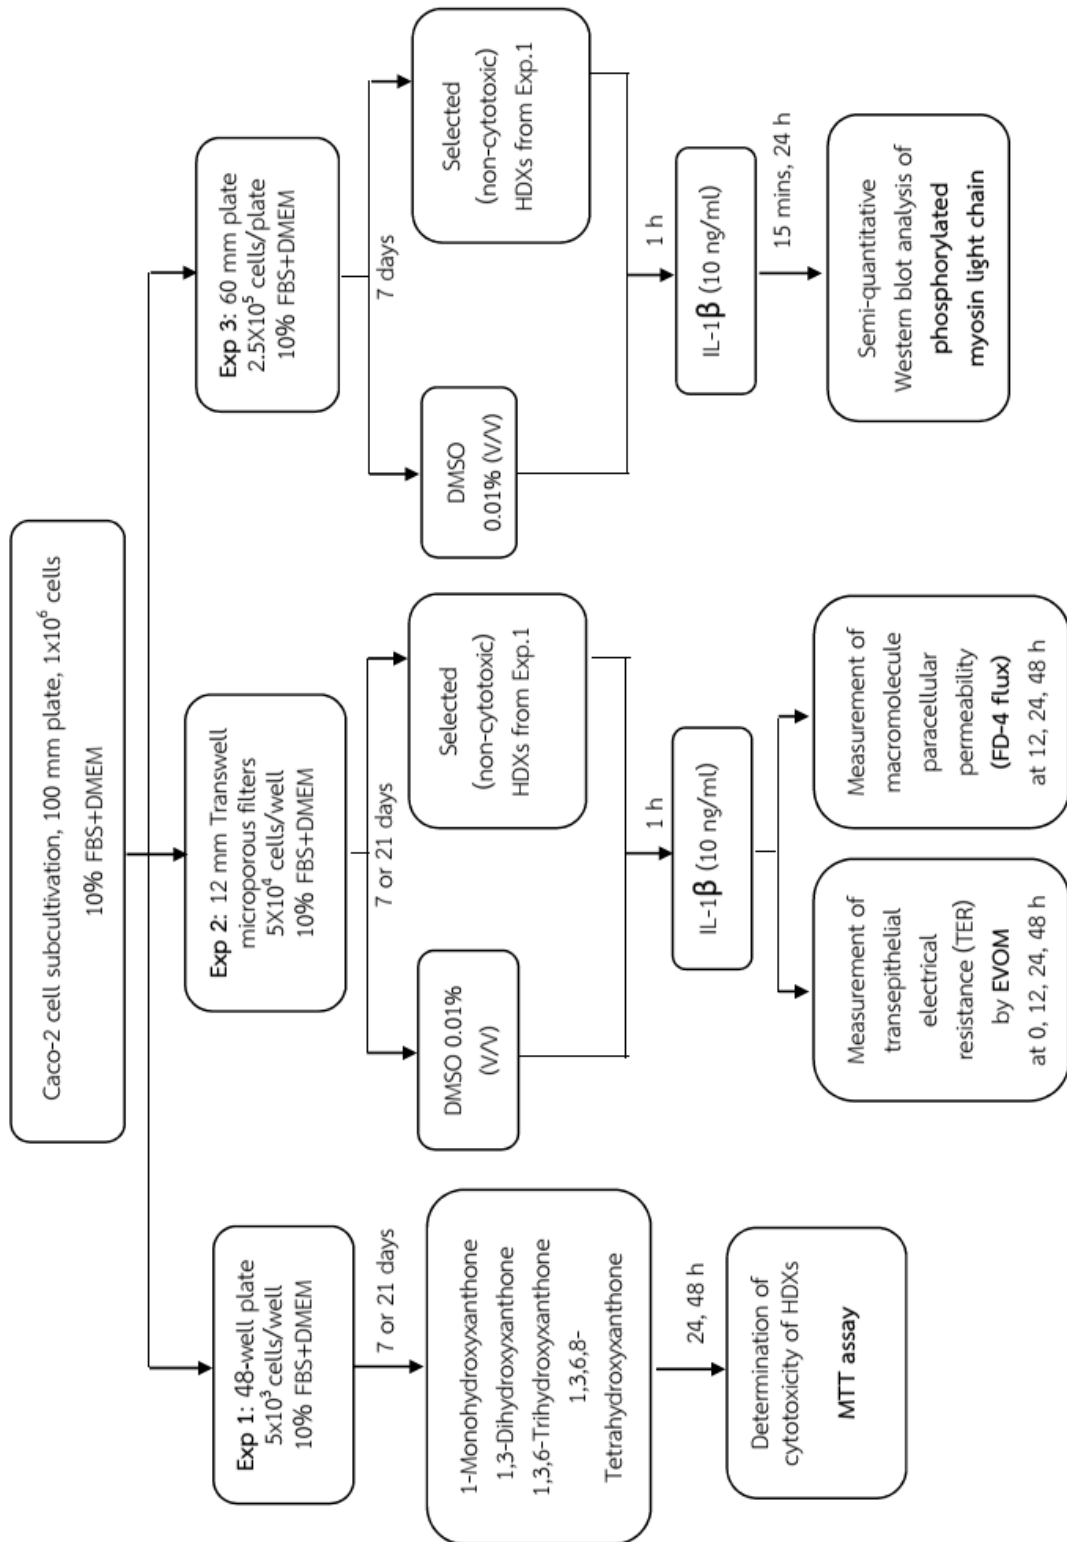 Caco-2 cell subcultivation, 100 mm plate, 1x10⁶ cells
10% FBS+DMEM
Exp 1: 48-well plate
5x10³ cells/well
10% FBS+DMEM
7 or 21 days
1-Monohydroxyxanthone
1,3-Dihydroxyxanthone
1,3,6-Trihydroxyxanthone
1,3,6,8-
Tetrahydroxyxanthone
24, 48 h
Determination of
cytotoxicity of HDXs
MTT assay
Exp 2: 12 mm Transwell
microporous filters
5X10⁴ cells/well
10% FBS+DMEM
7 or 21 days
DMSO 0.01%
(V/V)
Selected
(non-cytotoxic)
HDXs from Exp.1
1 h
IL-1β (10 ng/ml)
Measurement of
transepithelial
electrical
resistance (TER)
by EVOM
at 0, 12, 24, 48 h
Measurement of
macromolecule
paracellular
permeability
(FD-4 flux)
at 12, 24, 48 h
Exp 3: 60 mm plate
2.5X10⁵ cells/plate
10% FBS+DMEM
7 days
DMSO
0.01% (V/V)
Selected
(non-cytotoxic)
HDXs from Exp.1
1 h
IL-1β (10 ng/ml)
15 mins, 24 h
Semi-quantitative
Western blot analysis of
phosphorylated
myosin light chain